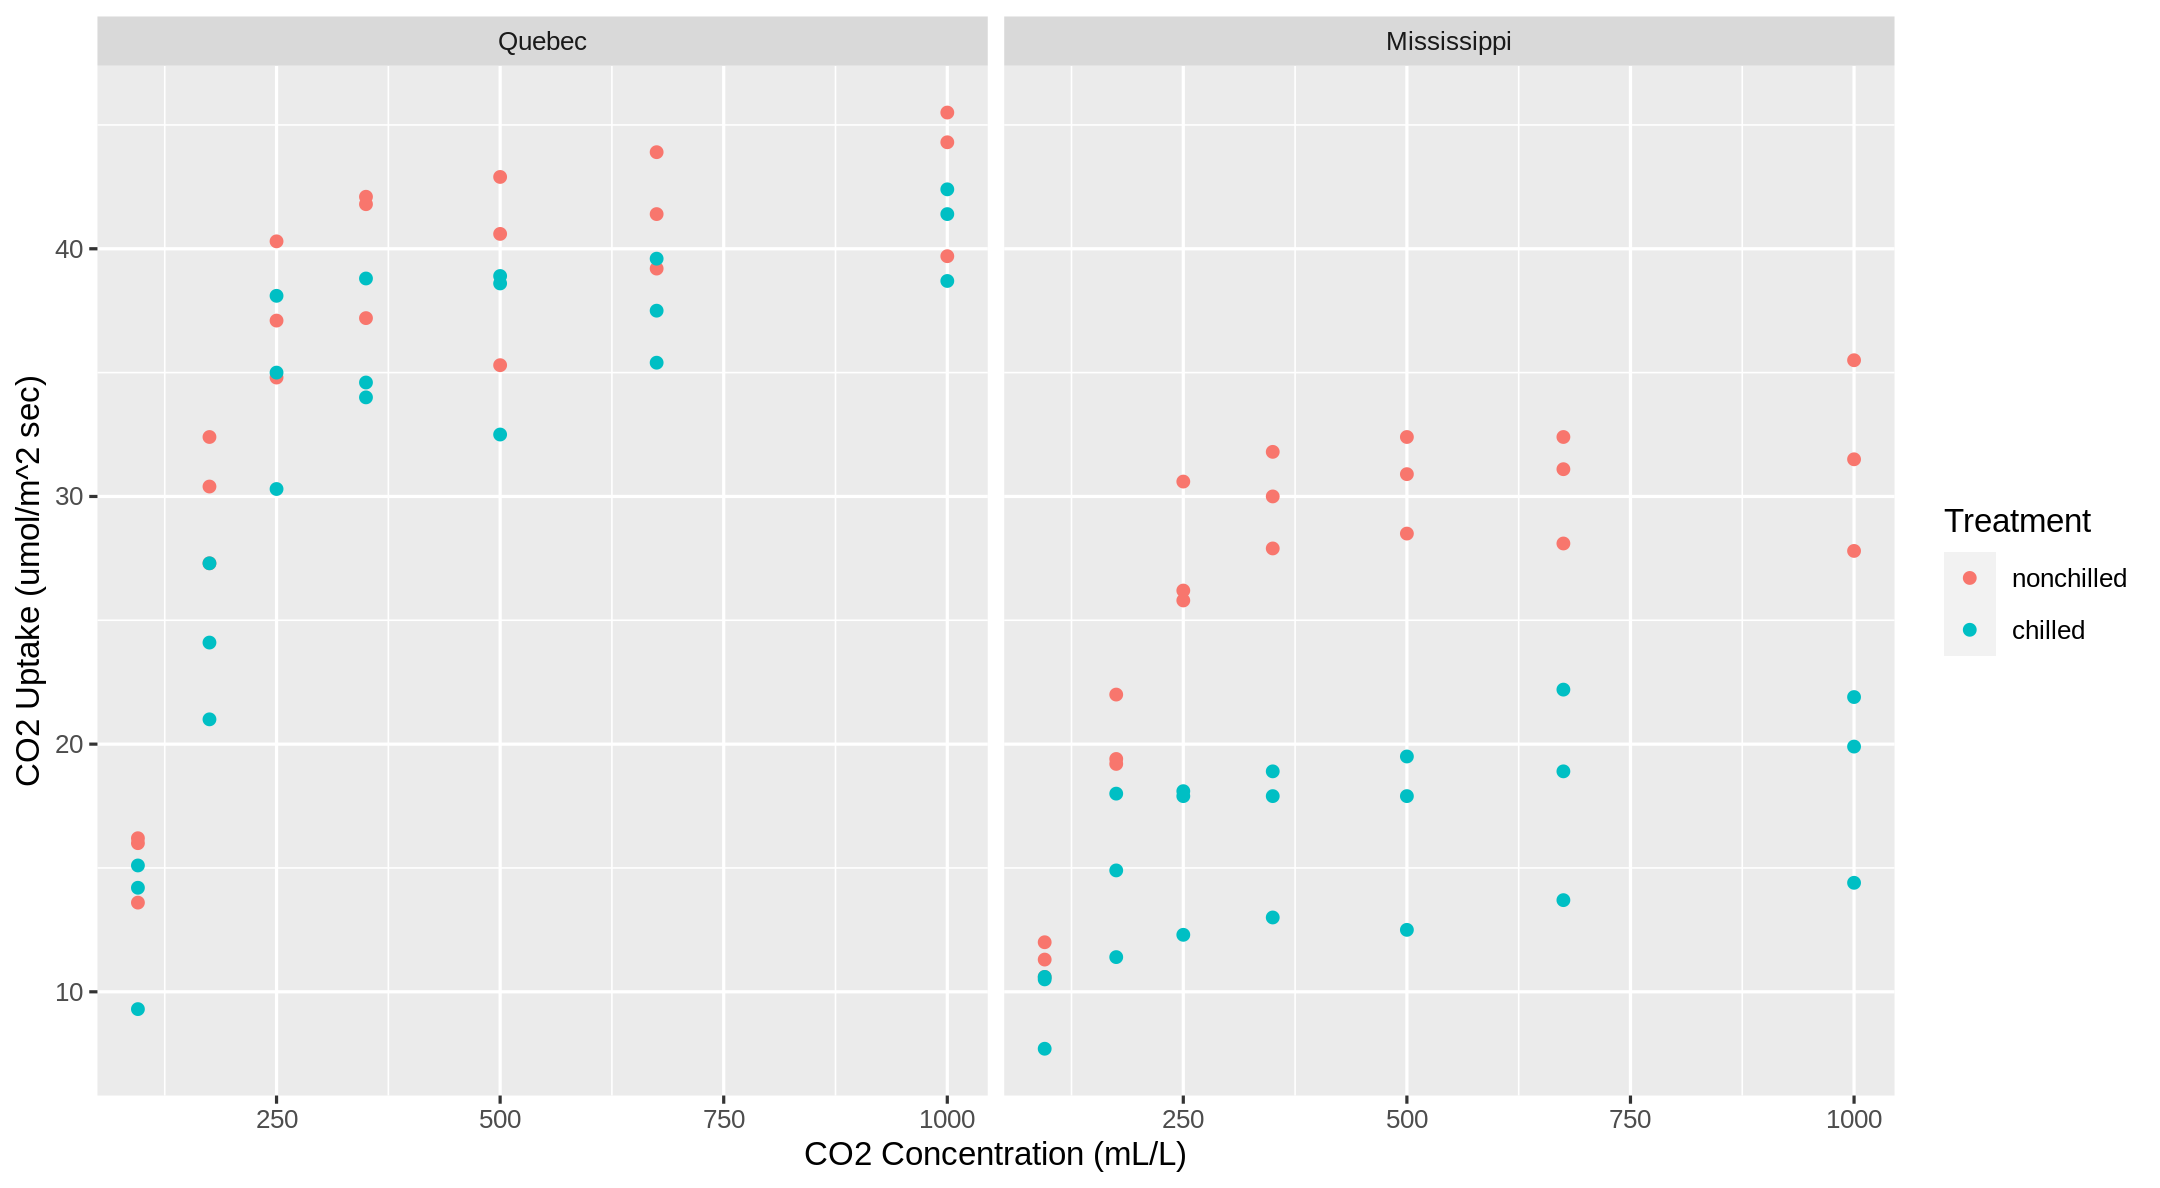 Quebec
Mississippi
CO2 Uptake (umol/m^2 sec)
40
30
20
10
250 500 750 1000
250 500 750 1000
CO2 Concentration (mL/L)
Treatment
nonchilled
chilled